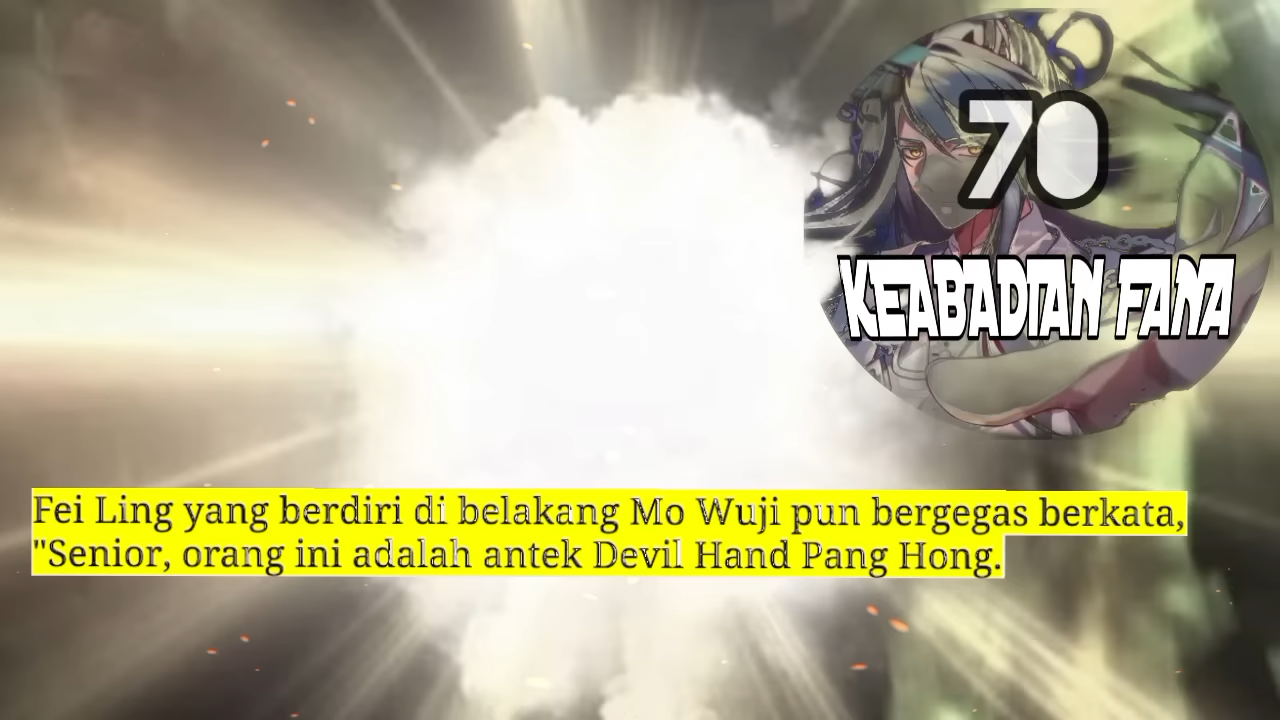 70
KEABADIAN FANA
Fei Ling yang berdiri di belakang Mo Wuji pun bergegas berkata,
"Senior, orang ini adalah antek Devil Hand Pang Hong.